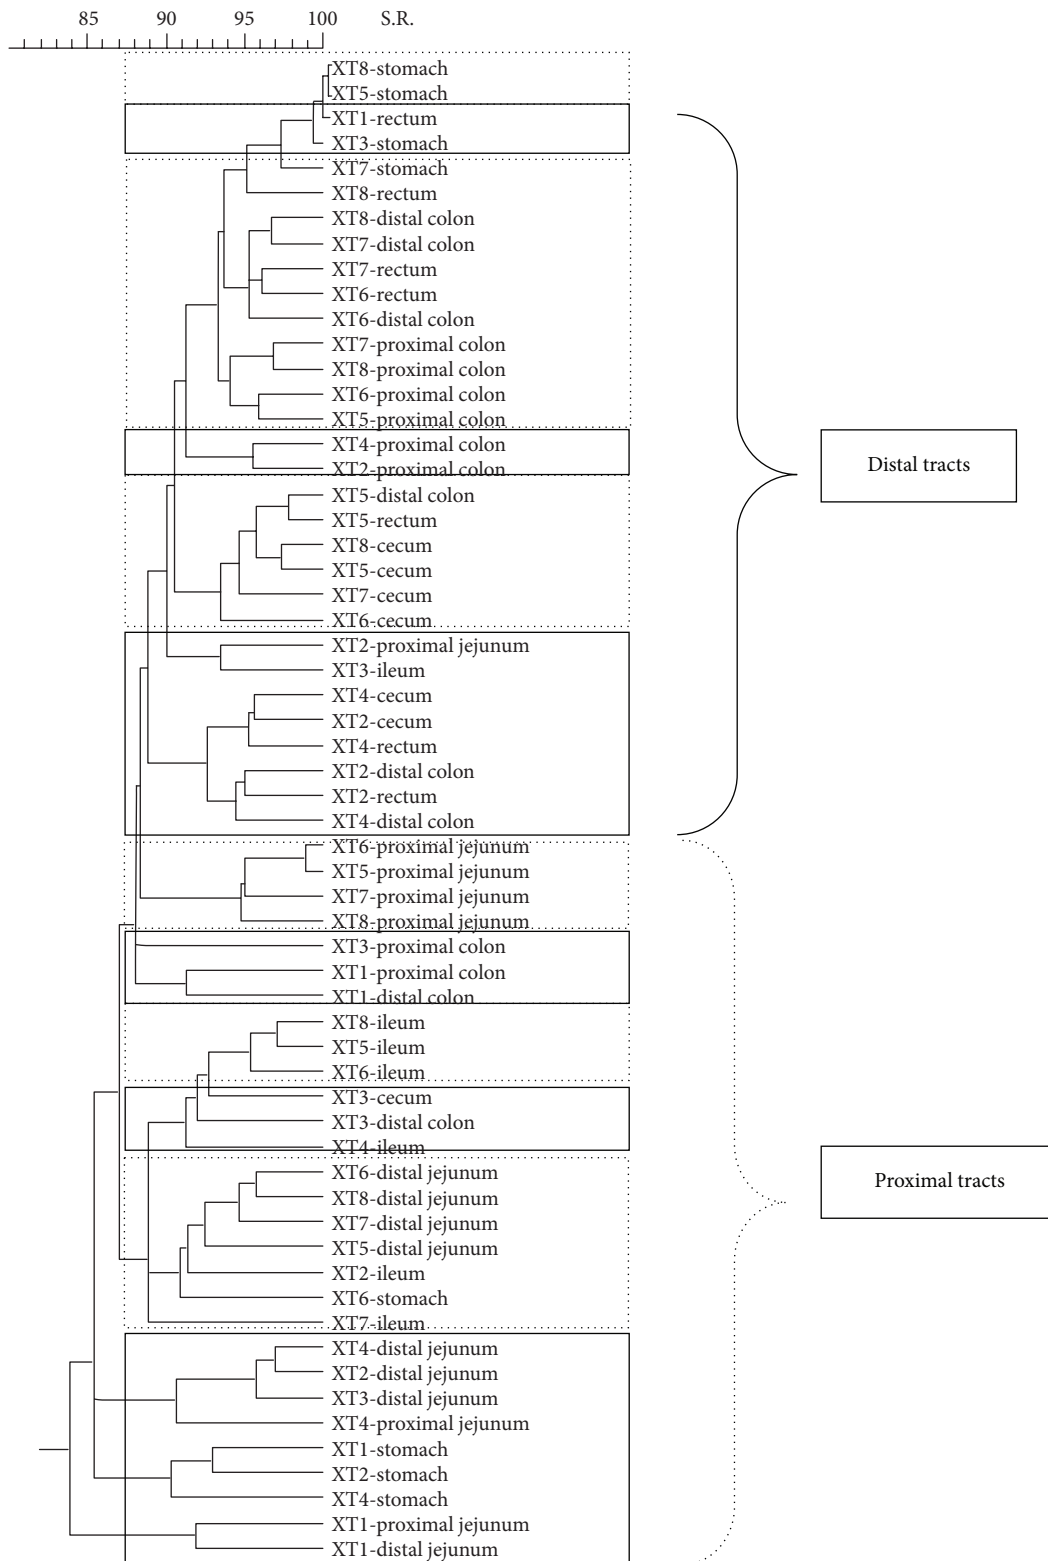 85 90 95 100 S.R.
XT8-stomach
XT5-stomach
XT1-rectum
XT3-stomach
XT7-stomach
XT8-rectum
XT8-distal colon
XT7-distal colon
XT7-rectum
XT6-rectum
XT6-distal colon
XT7-proximal colon
XT8-proximal colon
XT6-proximal colon
XT5-proximal colon
XT4-proximal colon
XT2-proximal colon
Distal tracts
XT5-distal colon
XT5-rectum
XT8-cecum
XT5-cecum
XT7-cecum
XT6-cecum
XT2-proximal jejunum
XT3-ileum
XT4-cecum
XT2-cecum
XT4-rectum
XT2-distal colon
XT2-rectum
XT4-distal colon
XT6-proximal jejunum
XT5-proximal jejunum
XT7-proximal jejunum
XT8-proximal jejunum
XT3-proximal colon
XT1-proximal colon
XT1-distal colon
XT8-ileum
XT5-ileum
XT6-ileum
XT3-cecum
XT3-distal colon
XT4-ileum
XT6-distal jejunum
Proximal tracts
XT8-distal jejunum
XT7-distal jejunum
XT5-distal jejunum
XT2-ileum
XT6-stomach
XT7-ileum
XT4-distal jejunum
XT2-distal jejunum
XT3-distal jejunum
XT4-proximal jejunum
XT1-stomach
XT2-stomach
XT4-stomach
XT1-proximal jejunum
XT1-distal jejunum